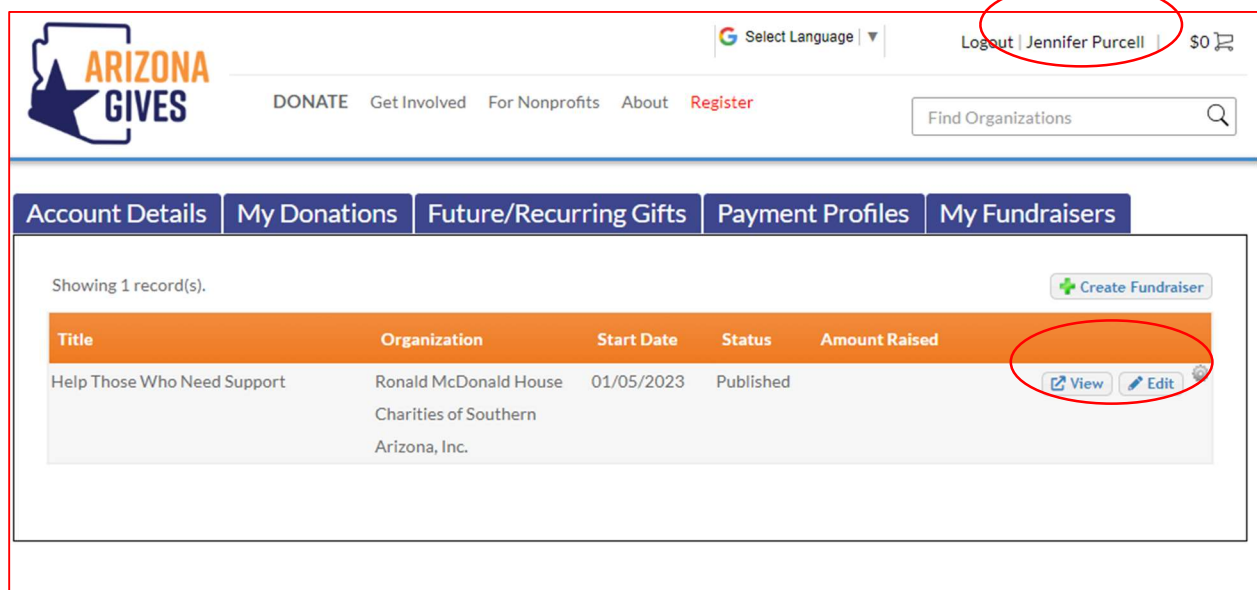 ARIZONA
GIVES
Select Language ▼
Logout | Jennifer Purcell | $0
DONATE Get Involved For Nonprofits About Register
Find Organizations
Account Details My Donations Future/Recurring Gifts Payment Profiles My Fundraisers
Showing 1 record(s).
Create Fundraiser
Title Organization Start Date Status Amount Raised
Help Those Who Need Support Ronald McDonald House 01/05/2023 Published View Edit
Charities of Southern
Arizona, Inc.